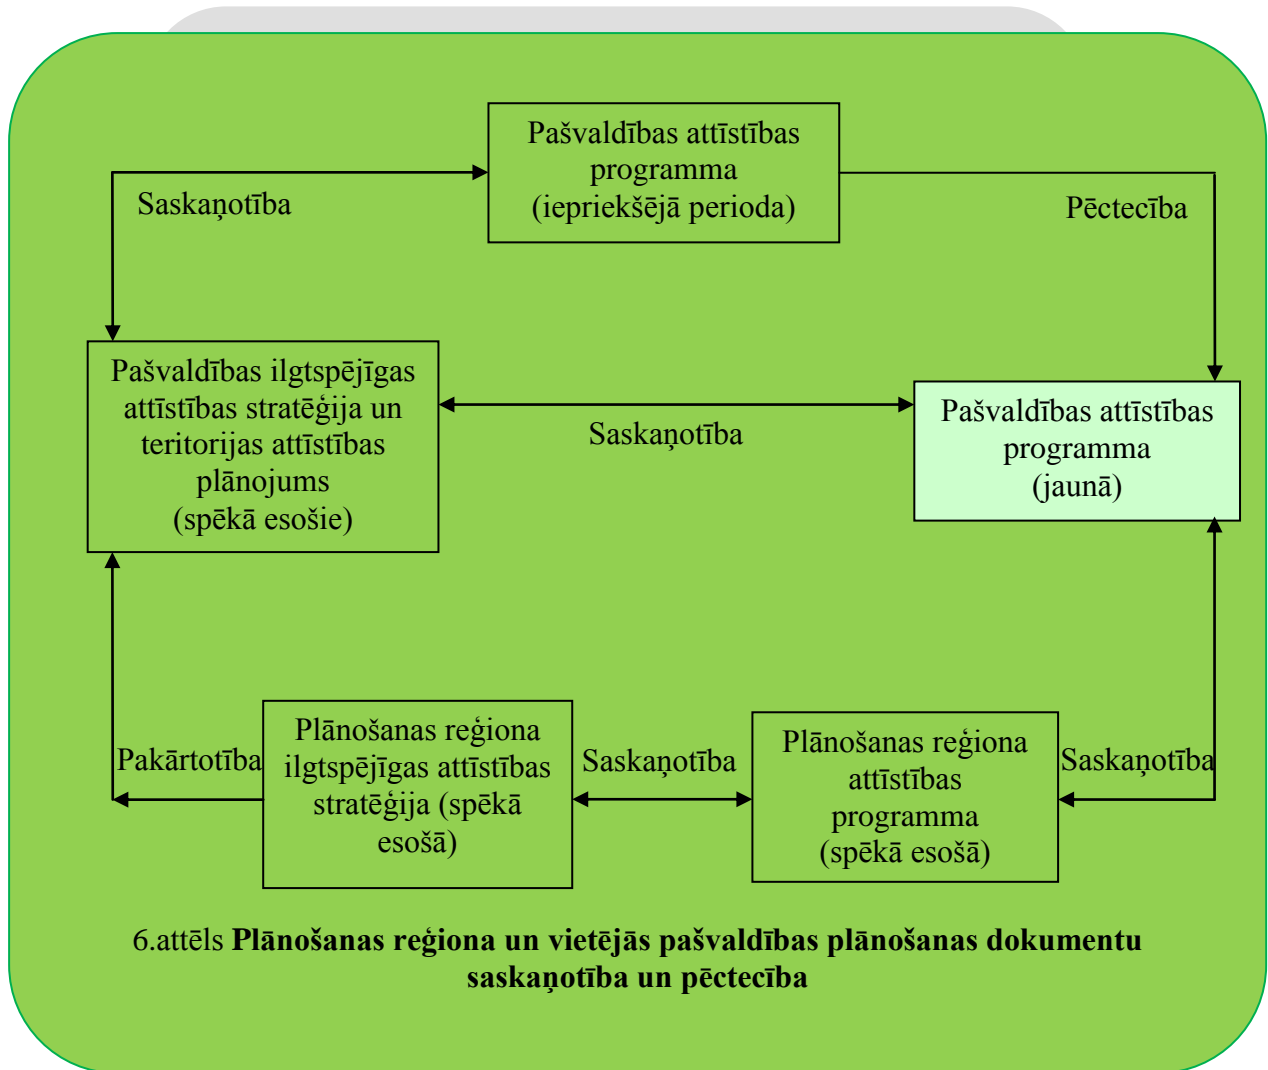 Pašvaldības attīstības
programma
(iepriekšējā perioda)
Saskaņotība
Pēctecība
Pašvaldības ilgtspējīgas
attīstības stratēģija un
teritorijas attīstības
plānojums
(spēkā esošie)
Saskaņotība
Pašvaldības attīstības
programma
(jaunā)
Pakārtotība
Plānošanas reģiona
ilgtspējīgas attīstības
stratēģija (spēkā
esošā)
Saskaņotība
Plānošanas reģiona
attīstības
programma
(spēkā esošā)
Saskaņotība
6.attēls Plānošanas reģiona un vietējās pašvaldības plānošanas dokumentu
saskaņotība un pēctecība